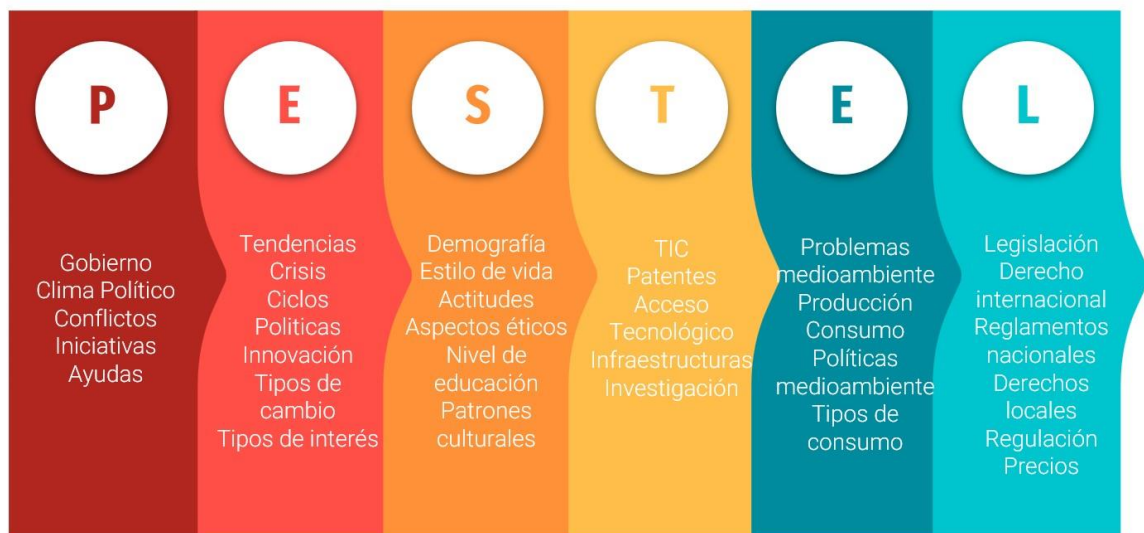 P
Gobierno
Clima Político
Conflictos
Iniciativas
Ayudas
E
Tendencias
Crisis
Ciclos
Politicas
Innovación
Tipos de
cambio
Tipos de interés
S
Demografía
Estilo de vida
Actitudes
Aspectos éticos
Nivel de
educación
Patrones
culturales
T
TIC
Patentes
Acceso
Tecnológico
Infraestructuras
Investigación
E
Problemas
medioambiente
Producción
Consumo
Políticas
medioambiente
Tipos de
consumo
L
Legislación
Derecho
internacional
Reglamentos
nacionales
Derechos
locales
Regulación
Precios